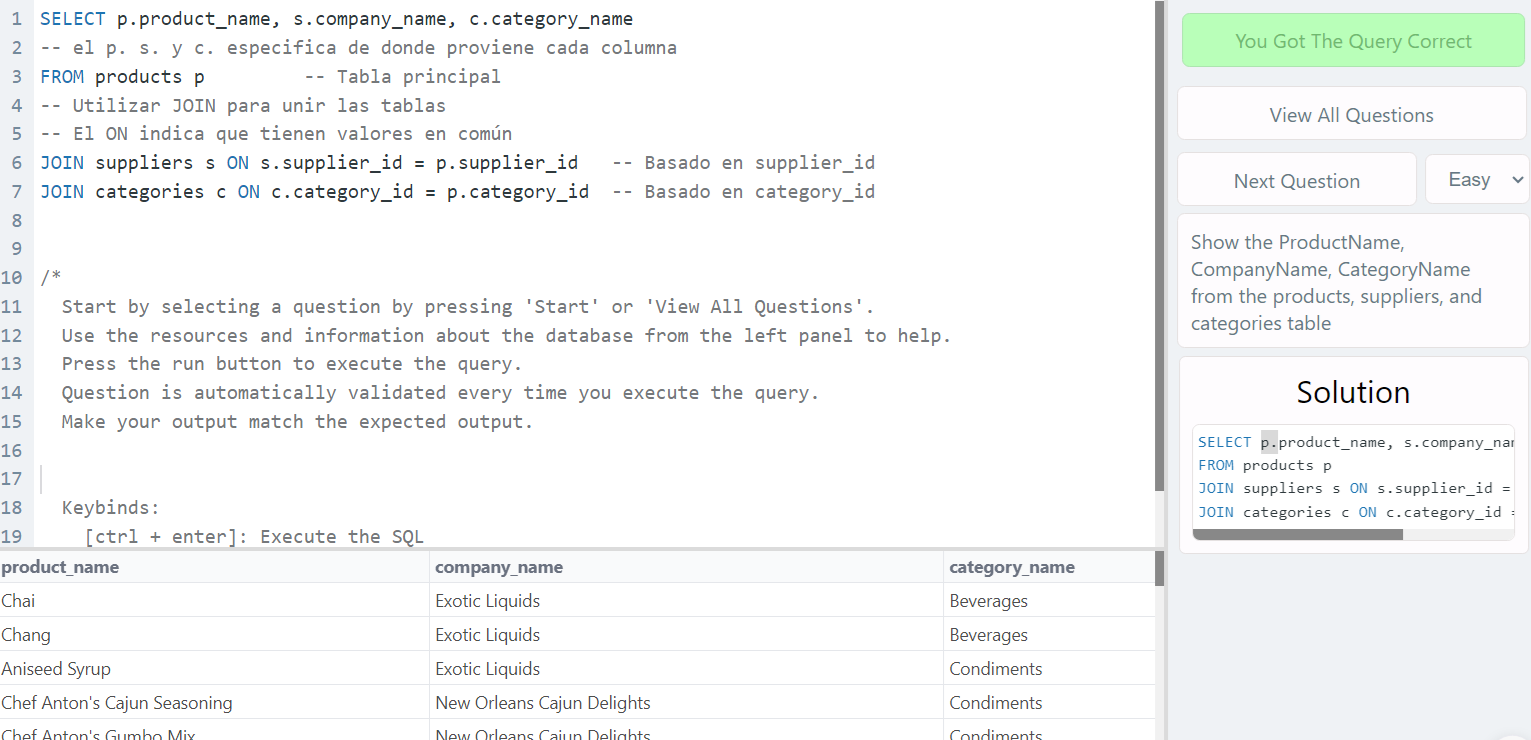 1 SELECT p.product_name, s.company_name, c.category_name
2 -- el p. s. y c. especifica de donde proviene cada columna
3 FROM products p -- Tabla principal
4 -- Utilizar JOIN para unir las tablas
5 -- El ON indica que tienen valores en común
6 JOIN suppliers s ON s.supplier_id = p.supplier_id -- Basado en supplier_id
7 JOIN categories c ON c.category_id = p.category_id -- Basado en category_id
8
9
10 /*
11 Start by selecting a question by pressing 'Start' or 'View All Questions'.
12 Use the resources and information about the database from the left panel to help.
13 Press the run button to execute the query.
14 Question is automatically validated every time you execute the query.
15 Make your output match the expected output.
16
17
18 Keybinds:
19 [ctrl + enter]: Execute the SQL
product_name company_name category_name
Chai Exotic Liquids Beverages
Chang Exotic Liquids Beverages
Aniseed Syrup Exotic Liquids Condiments
Chef Anton's Cajun Seasoning New Orleans Cajun Delights Condiments
Chef Anton's Gumbo Mix New Orleans Cajun Delights Condiments
You Got The Query Correct
View All Questions
Next Question Easy
Show the ProductName,
CompanyName, CategoryName
from the products, suppliers, and
categories table
Solution
SELECT p.product_name, s.company_nam
FROM products p
JOIN suppliers s ON s.supplier_id =
JOIN categories c ON c.category_id =